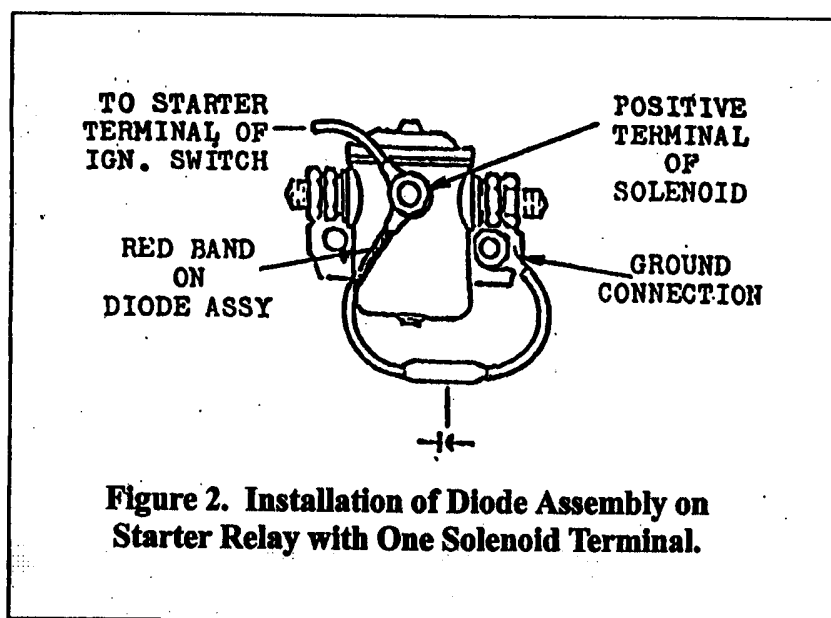 TO STARTER
TERMINAL OF
IGN. SWITCH
POSITIVE
TERMINAL
OF
SOLENOID
RED BAND
ON
DIODE ASSY
GROUND
CONNECTION
Figure 2. Installation of Diode Assembly on
Starter Relay with One Solenoid Terminal.